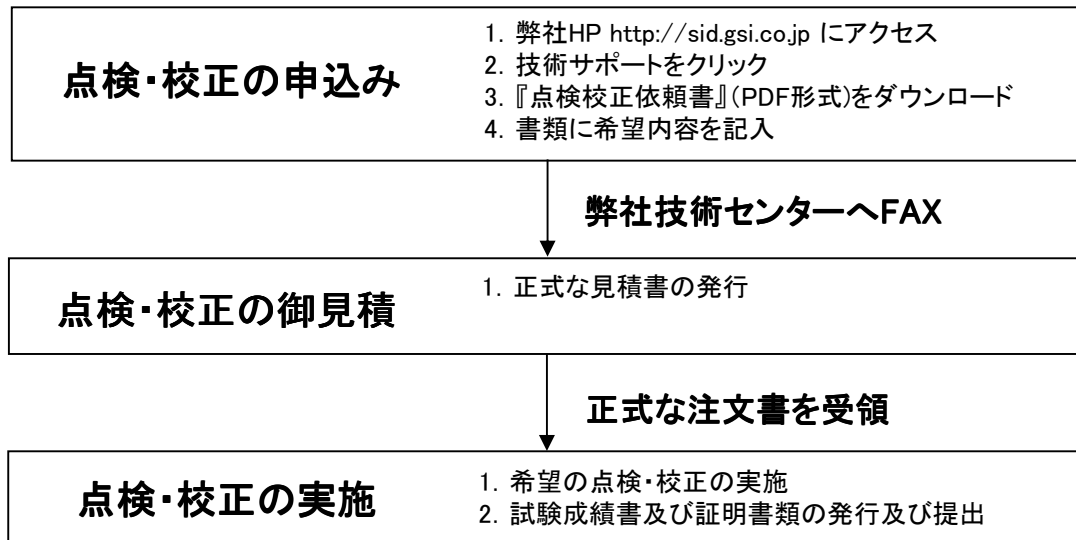 点検・校正の申込み
1. 弊社HP http://sid.gsi.co.jp にアクセス
2. 技術サポートをクリック
3. 『点検校正依頼書』(PDF形式)をダウンロード
4. 書類に希望内容を記入
弊社技術センターへFAX
点検・校正の御見積
1. 正式な見積書の発行
正式な注文書を受領
点検・校正の実施
1. 希望の点検・校正の実施
2. 試験成績書及び証明書類の発行及び提出